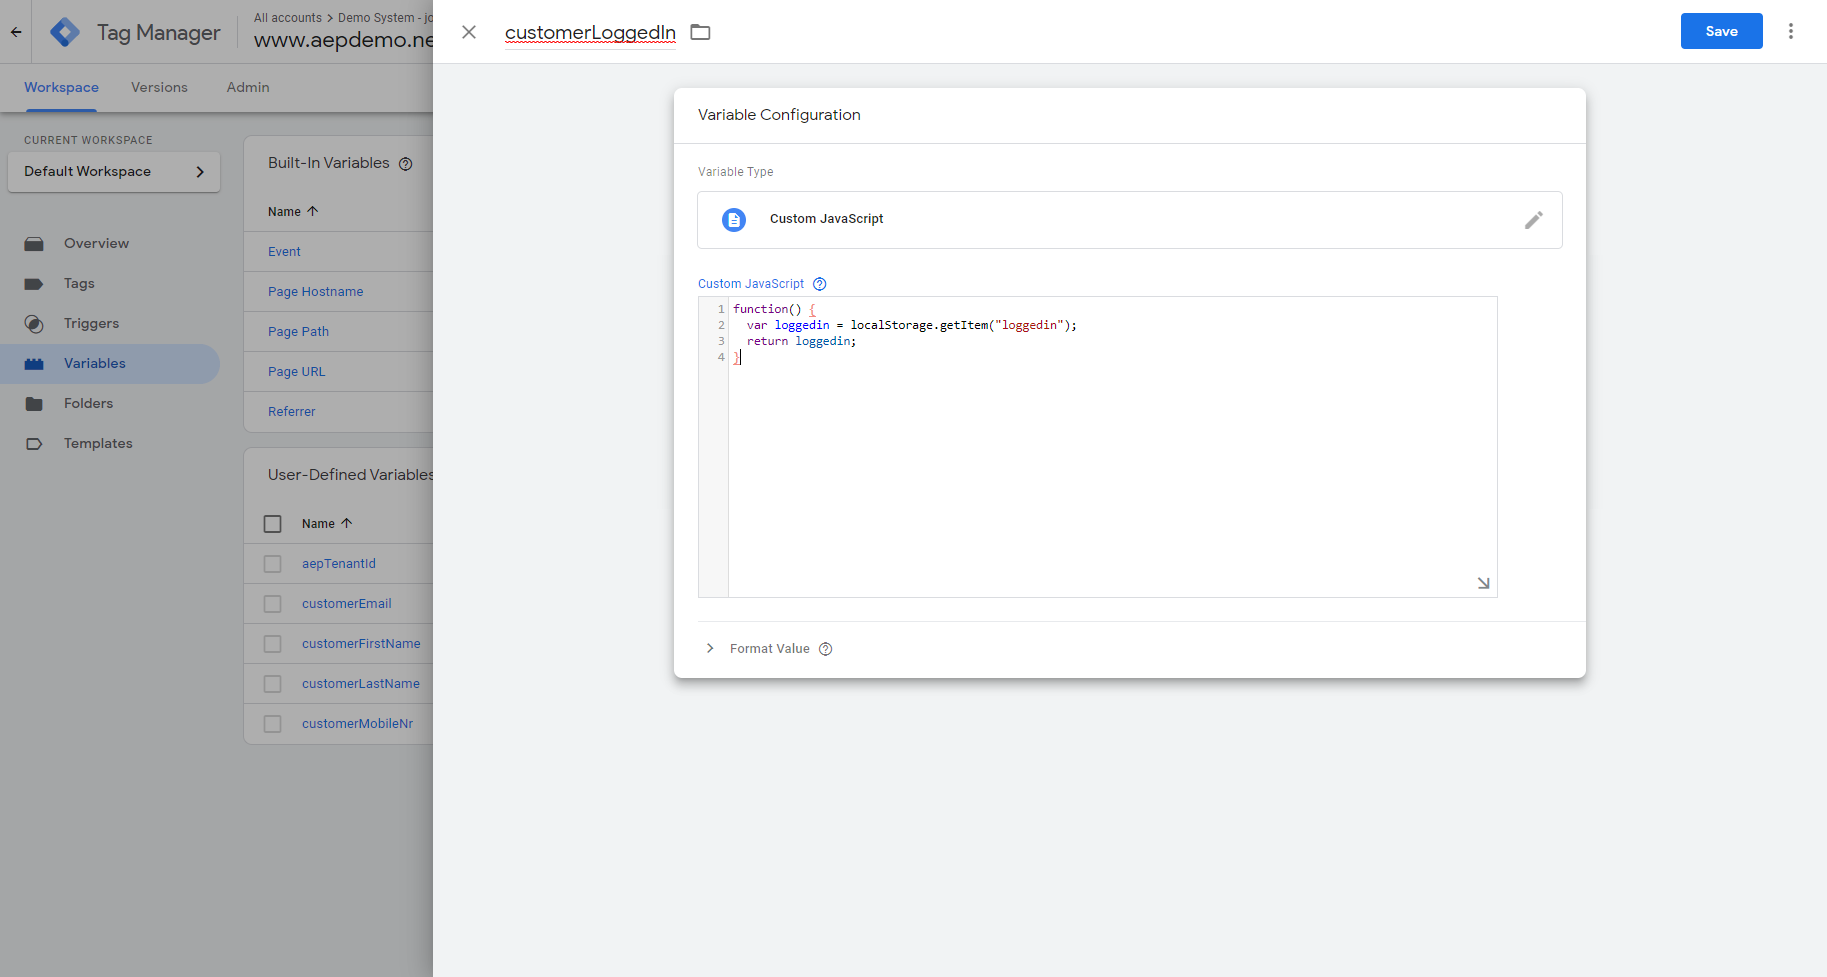 Tag Manager
All accounts > Demo System - jo
www.aepdemo.ne
customerLoggedIn
Save
Workspace
Versions
Admin
CURRENT WORKSPACE
Default Workspace
Overview
Tags
Triggers
Variables
Folders
Templates
Built-In Variables
Name
Event
Page Hostname
Page Path
Page URL
Referrer
User-Defined Variables
Name
aepTenantId
customerEmail
customerFirstName
customerLastName
customerMobileNr
Variable Configuration
Variable Type
Custom JavaScript
Custom JavaScript
1 function() {
2 var loggedin = localStorage.getItem("loggedin");
3 return loggedin;
4 }
Format Value